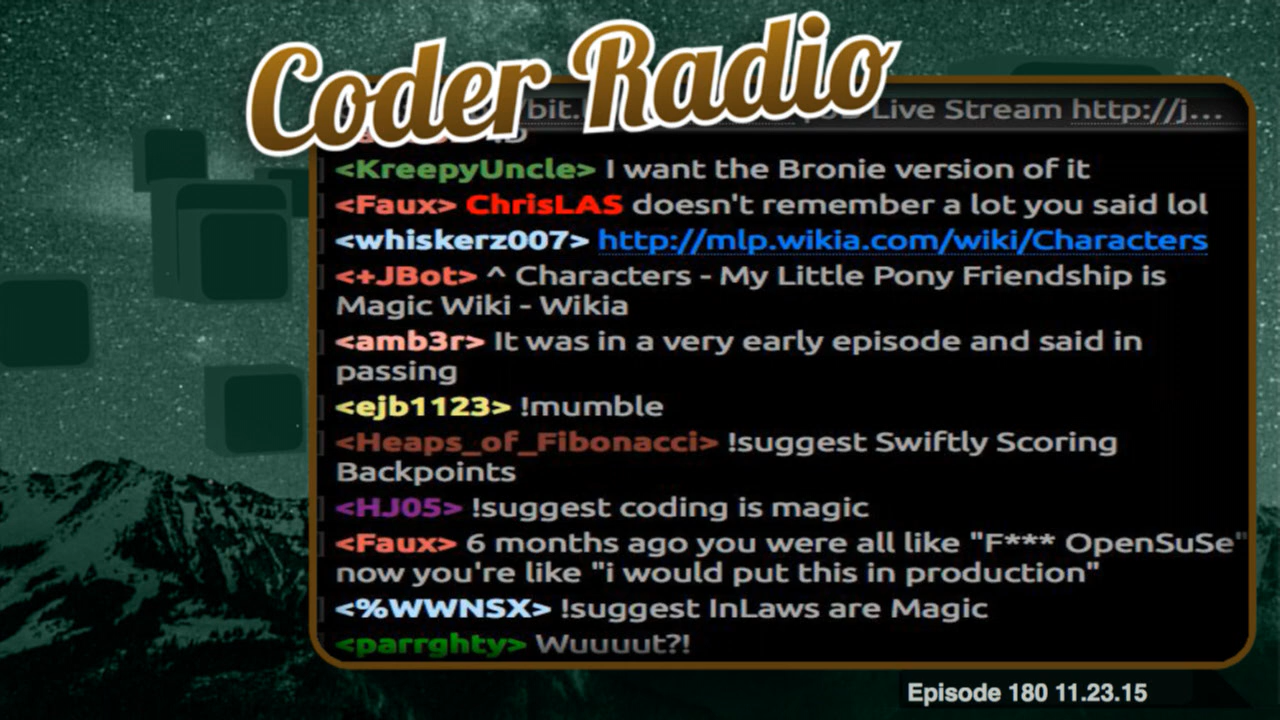 Coder Radio
/bit. Live Stream http://j...
<KreepyUncle> I want the Bronie version of it
<Faux> ChrisLAS doesn't remember a lot you said lol
<whiskerz007> http://mlp.wikia.com/wiki/Characters
<+JBot> ^ Characters - My Little Pony Friendship is
Magic Wiki - Wikia
<amb3r> It was in a very early episode and said in
passing
<ejb1123> !mumble
<Heaps_of_Fibonacci> !suggest Swiftly Scoring
Backpoints
<HJ05> !suggest coding is magic
<Faux> 6 months ago you were all like "F*** OpenSuSe"
now you're like "i would put this in production"
<%WWNSX> !suggest InLaws are Magic
<parrghty> Wuuuut?!
Episode 180 11.23.15